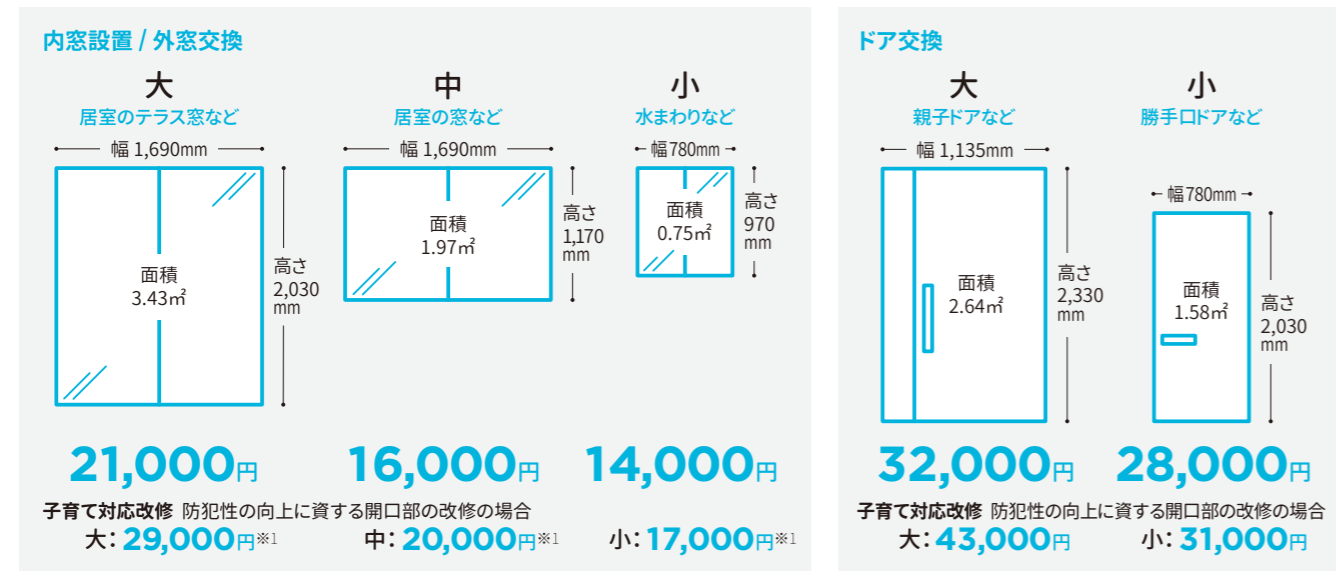 内窓設置 / 外窓交換
大
居室のテラス窓など
幅 1,690mm
面積
3.43㎡
高さ
2,030
mm
中
居室の窓など
幅 1,690mm
面積
1.97㎡
高さ
1,170
mm
小
水まわりなど
幅780mm
面積
0.75㎡
高さ
970
mm
21,000円
16,000円
14,000円
子育て対応改修 防犯性の向上に資する開口部の改修の場合
大：29,000円※1
中：20,000円※1
小：17,000円※1
ドア交換
大
親子ドアなど
幅 1,135mm
面積
2.64㎡
高さ
2,330
mm
小
勝手口ドアなど
幅780mm
面積
1.58㎡
高さ
2,030
mm
32,000円
28,000円
子育て対応改修 防犯性の向上に資する開口部の改修の場合
大：43,000円
小：31,000円